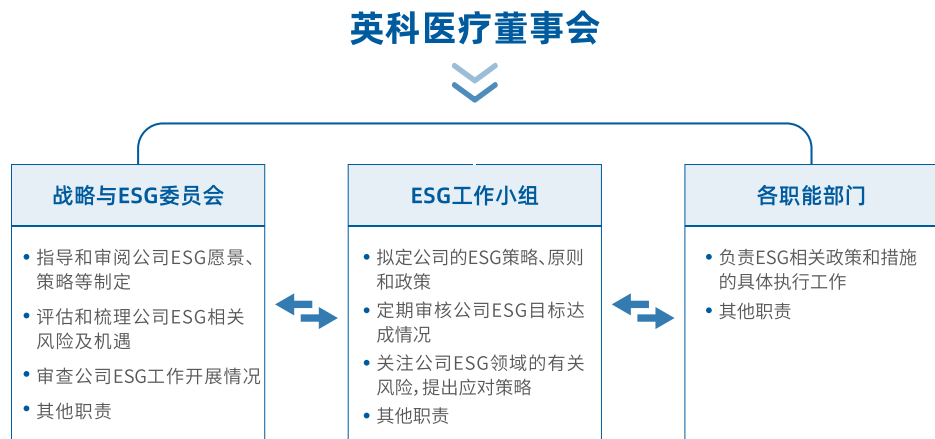 英科医疗董事会
战略与ESG委员会
• 指导和审阅公司ESG愿景、
策略等制定
• 评估和梳理公司ESG相关
风险及机遇
• 审查公司ESG工作开展情况
• 其他职责
ESG工作小组
• 拟定公司的ESG策略、原则
和政策
• 定期审核公司ESG目标达
成情况
• 关注公司ESG领域的有关
风险，提出应对策略
• 其他职责
各职能部门
• 负责ESG相关政策和措施
的具体执行工作
• 其他职责